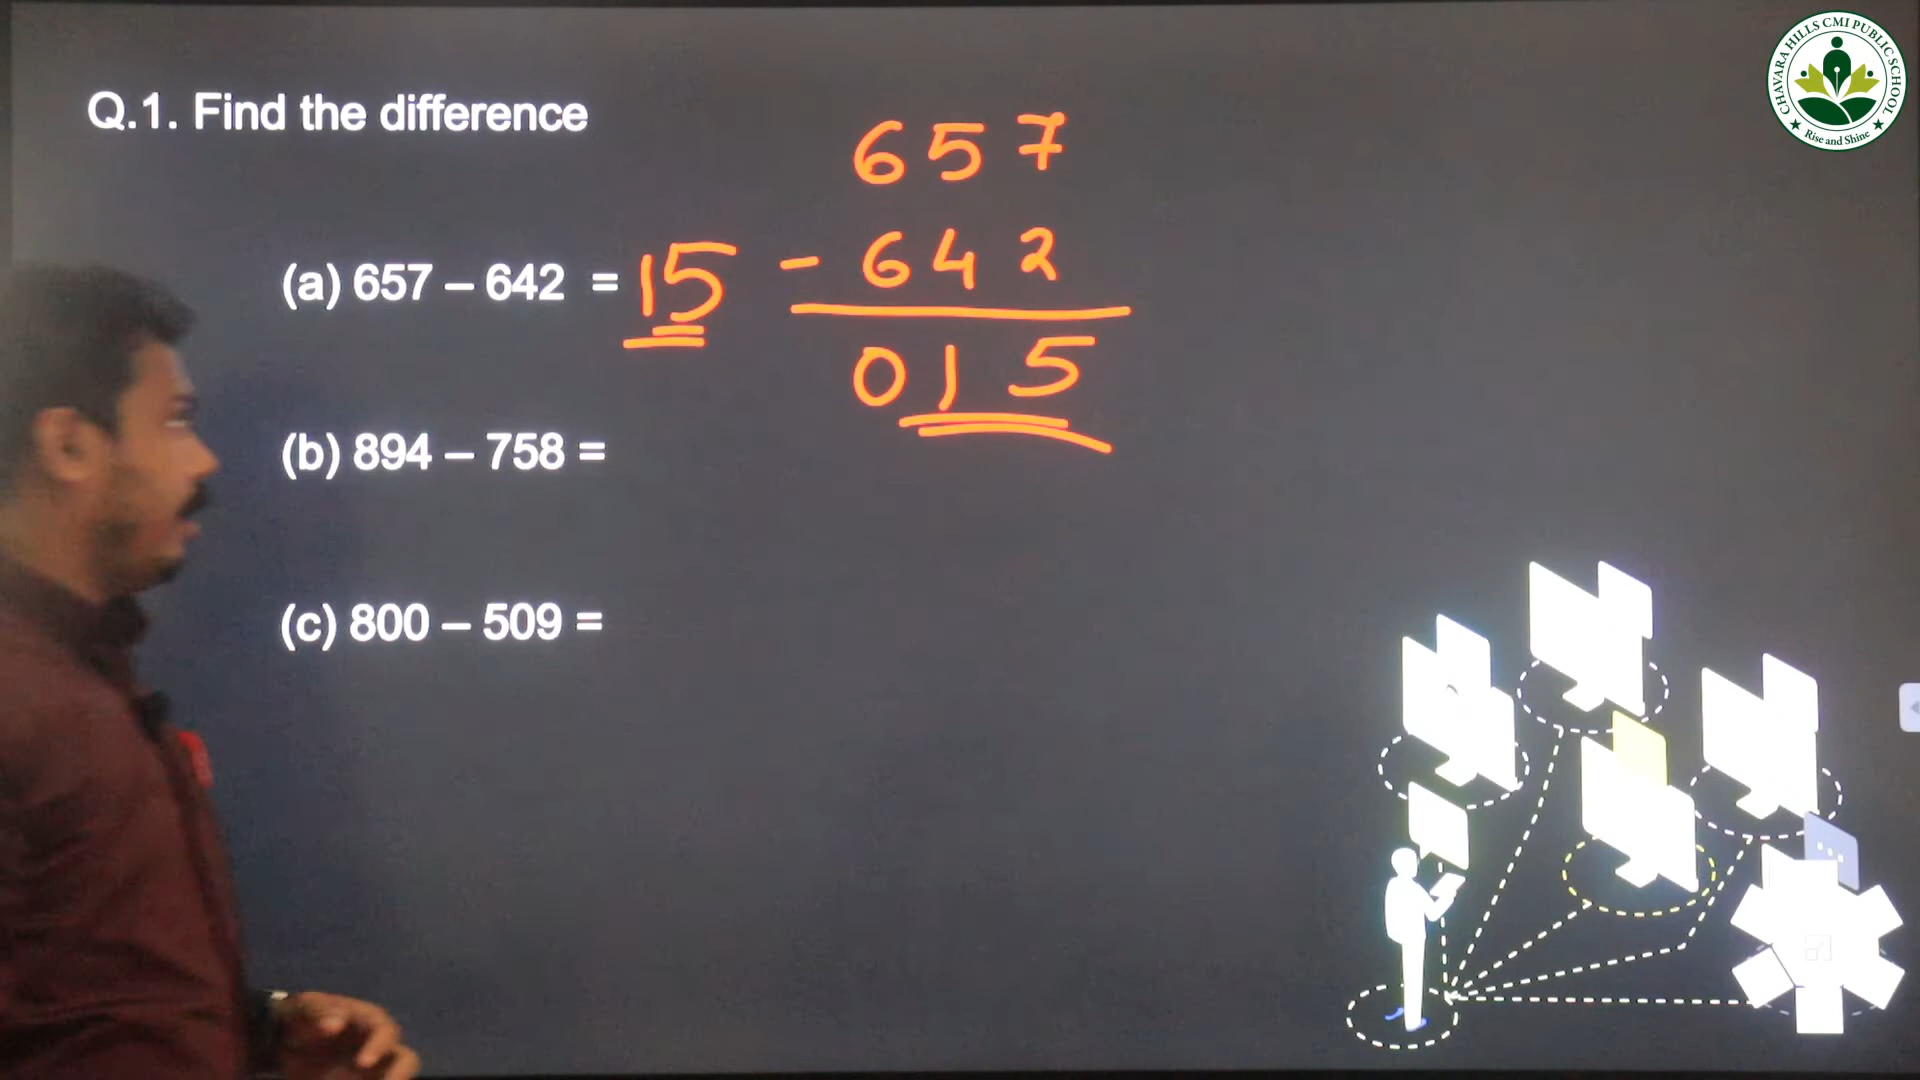 CHAVARA HILLS CMI PUBLIC SCHOOL
Rise and Shine
Q.1. Find the difference
657
(a) 657 – 642 = 15
- 642
015
(b) 894 – 758 =
(c) 800 – 509 =